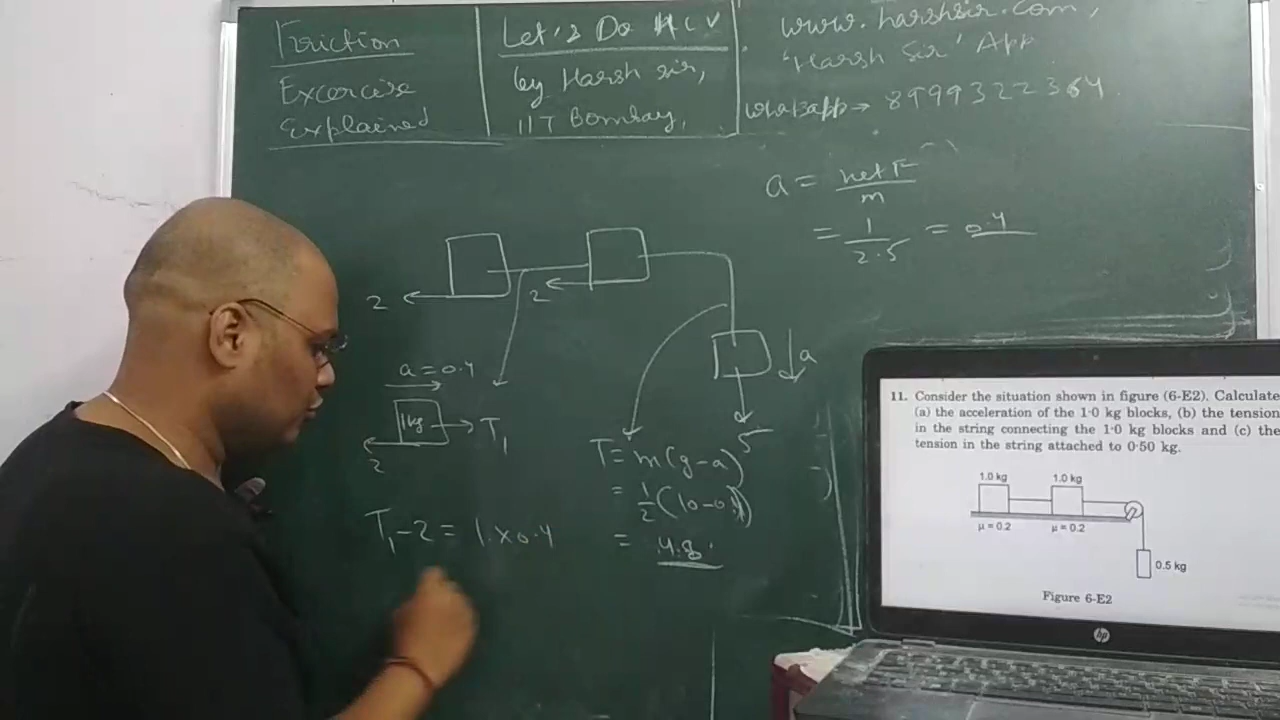 Friction
Excercise
Explained
Let's Do HCV
by Harsh sir,
IIT Bombay,
www.harshsir.com,
'Harsh Sir' App
whatsapp→ 8999322364
a = net F
m
= 1
2.5
= 0.4
2
2
a
5
a = 0.4
1kg
T₁
2
T₁-2 = 1×0.4
T = m(g-a)
= 1
2
(10-0.4)
= 4.8
11. Consider the situation shown in figure (6-E2). Calculate
(a) the acceleration of the 1·0 kg blocks, (b) the tension
in the string connecting the 1·0 kg blocks and (c) the
tension in the string attached to 0·50 kg.
1.0 kg
1.0 kg
μ = 0.2
μ = 0.2
0.5 kg
Figure 6-E2
hp